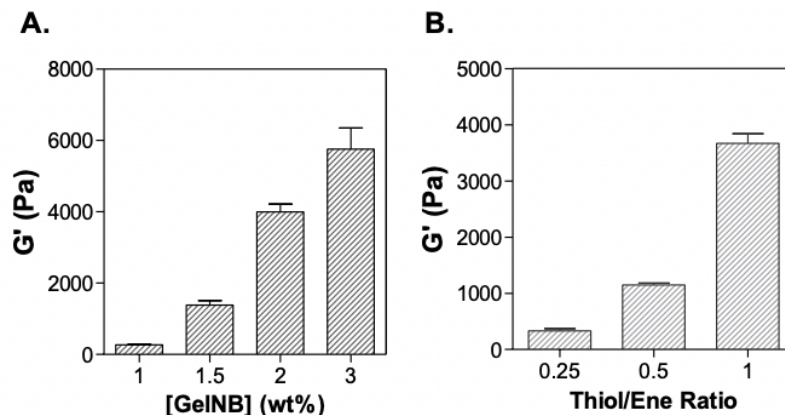 A.
8000
6000
4000
2000
0
G' (Pa)
1 1.5 2 3
[GelNB] (wt%)
B.
5000
4000
3000
2000
1000
0
G' (Pa)
0.25 0.5 1
Thiol/Ene Ratio